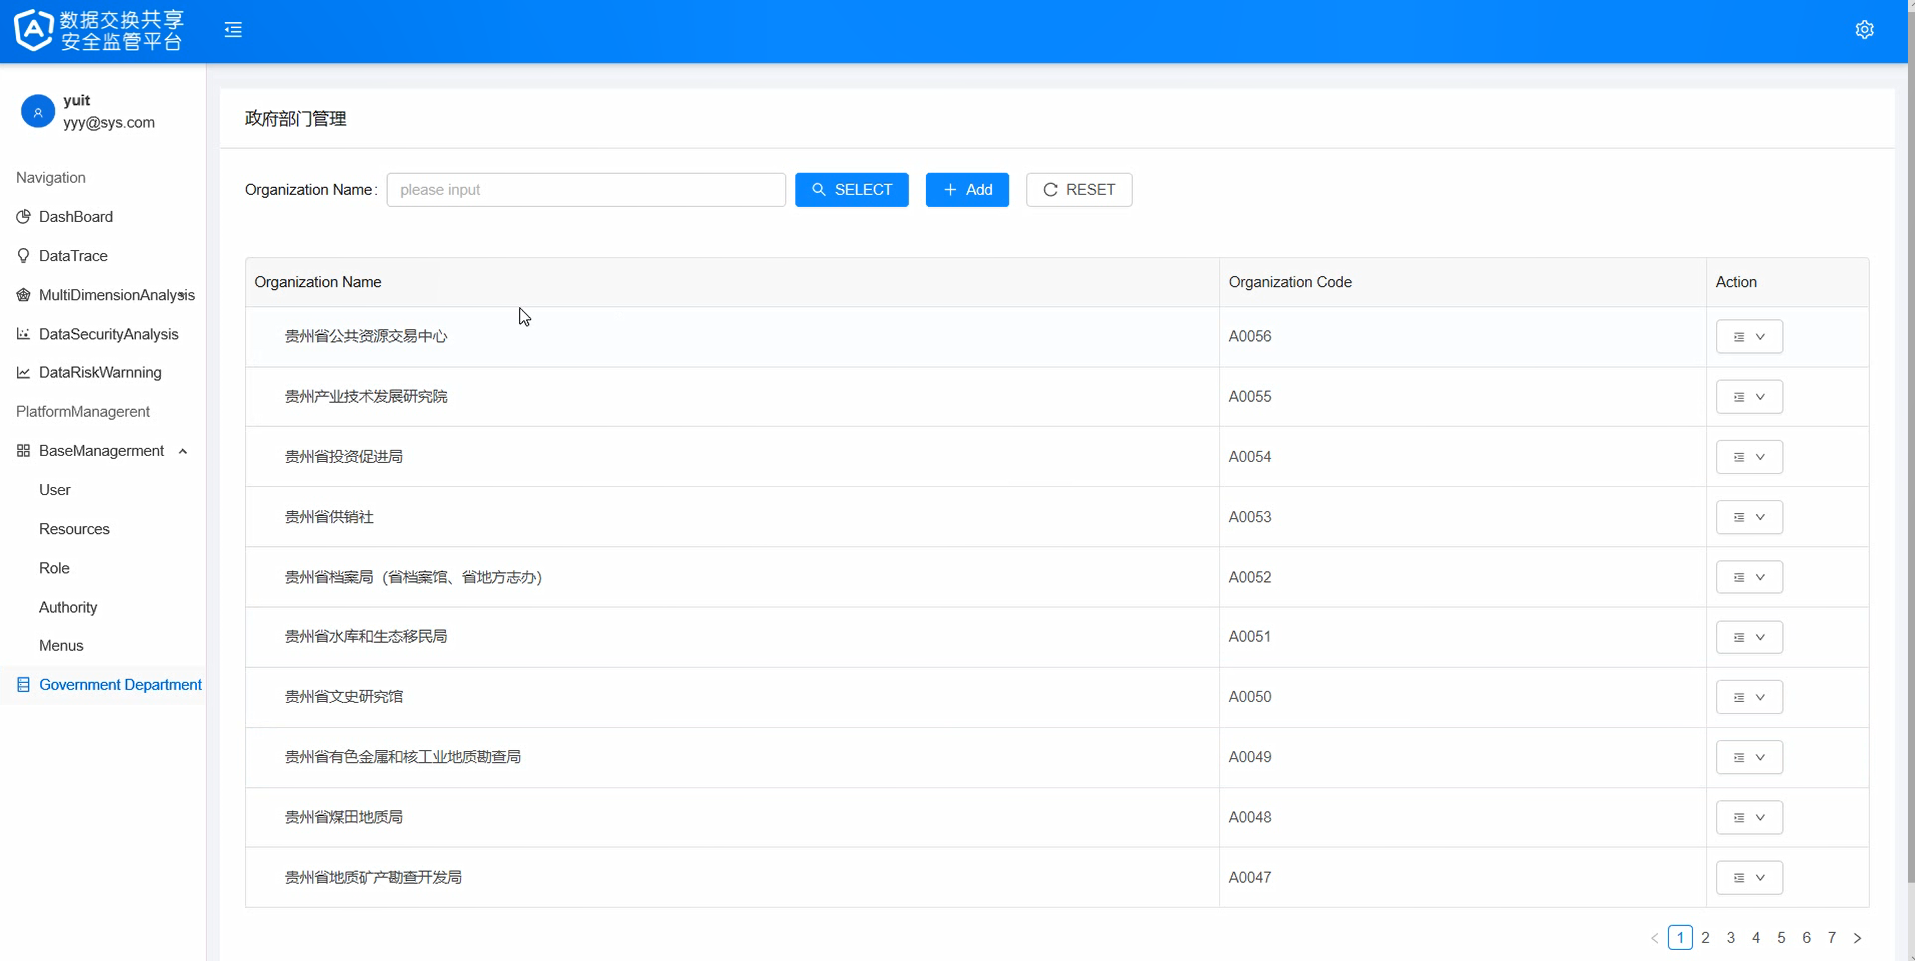 数据交换共享
安全监管平台
yuit
yyy@sys.com
Navigation
DashBoard
DataTrace
MultiDimensionAnalysis
DataSecurityAnalysis
DataRiskWarnning
PlatformManagerent
BaseManagerment
User
Resources
Role
Authority
Menus
Government Department
政府部门管理
Organization Name: please input SELECT Add RESET
Organization Name Organization Code Action
贵州省公共资源交易中心 A0056
贵州产业技术发展研究院 A0055
贵州省投资促进局 A0054
贵州省供销社 A0053
贵州省档案局（省档案馆、省地方志办） A0052
贵州省水库和生态移民局 A0051
贵州省文史研究馆 A0050
贵州省有色金属和核工业地质勘查局 A0049
贵州省煤田地质局 A0048
贵州省地质矿产勘查开发局 A0047
< 1 2 3 4 5 6 7 >